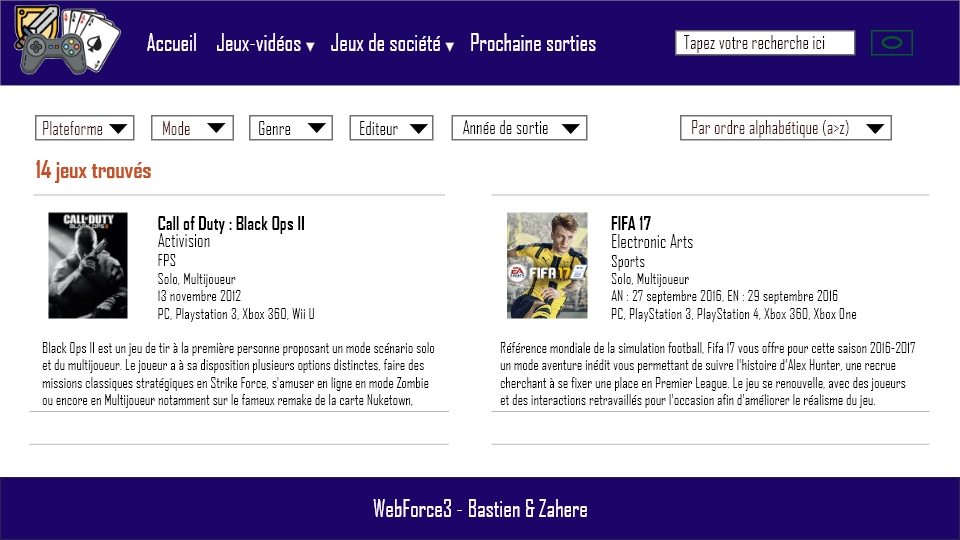 Accueil Jeux-vidéos ▾ Jeux de société ▾ Prochaine sorties
Tapez votre recherche ici
Plateforme Mode Genre Editeur Année de sortie Par ordre alphabétique (a>z)
14 jeux trouvés
CALL OF DUTY
BLACK OPS II
Call of Duty : Black Ops II
Activision
FPS
Solo, Multijoueur
13 novembre 2012
PC, Playstation 3, Xbox 360, Wii U
Black Ops II est un jeu de tir à la première personne proposant un mode scénario solo
et du multijoueur. Le joueur a à sa disposition plusieurs options distinctes, faire des
missions classiques stratégiques en Strike Force, s'amuser en ligne en mode Zombie
ou encore en Multijoueur notamment sur le fameux remake de la carte Nuketown,
EA
SPORTS
FIFA 17
FIFA 17
Electronic Arts
Sports
Solo, Multijoueur
AN : 27 septembre 2016, EN : 29 septembre 2016
PC, PlayStation 3, PlayStation 4, Xbox 360, Xbox One
Référence mondiale de la simulation football, Fifa 17 vous offre pour cette saison 2016-2017
un mode aventure inédit vous permettant de suivre l'histoire d'Alex Hunter, une recrue
cherchant à se fixer une place en Premier League. Le jeu se renouvelle, avec des joueurs
et des interactions retravaillés pour l'occasion afin d'améliorer le réalisme du jeu.
WebForce3 - Bastien & Zahere